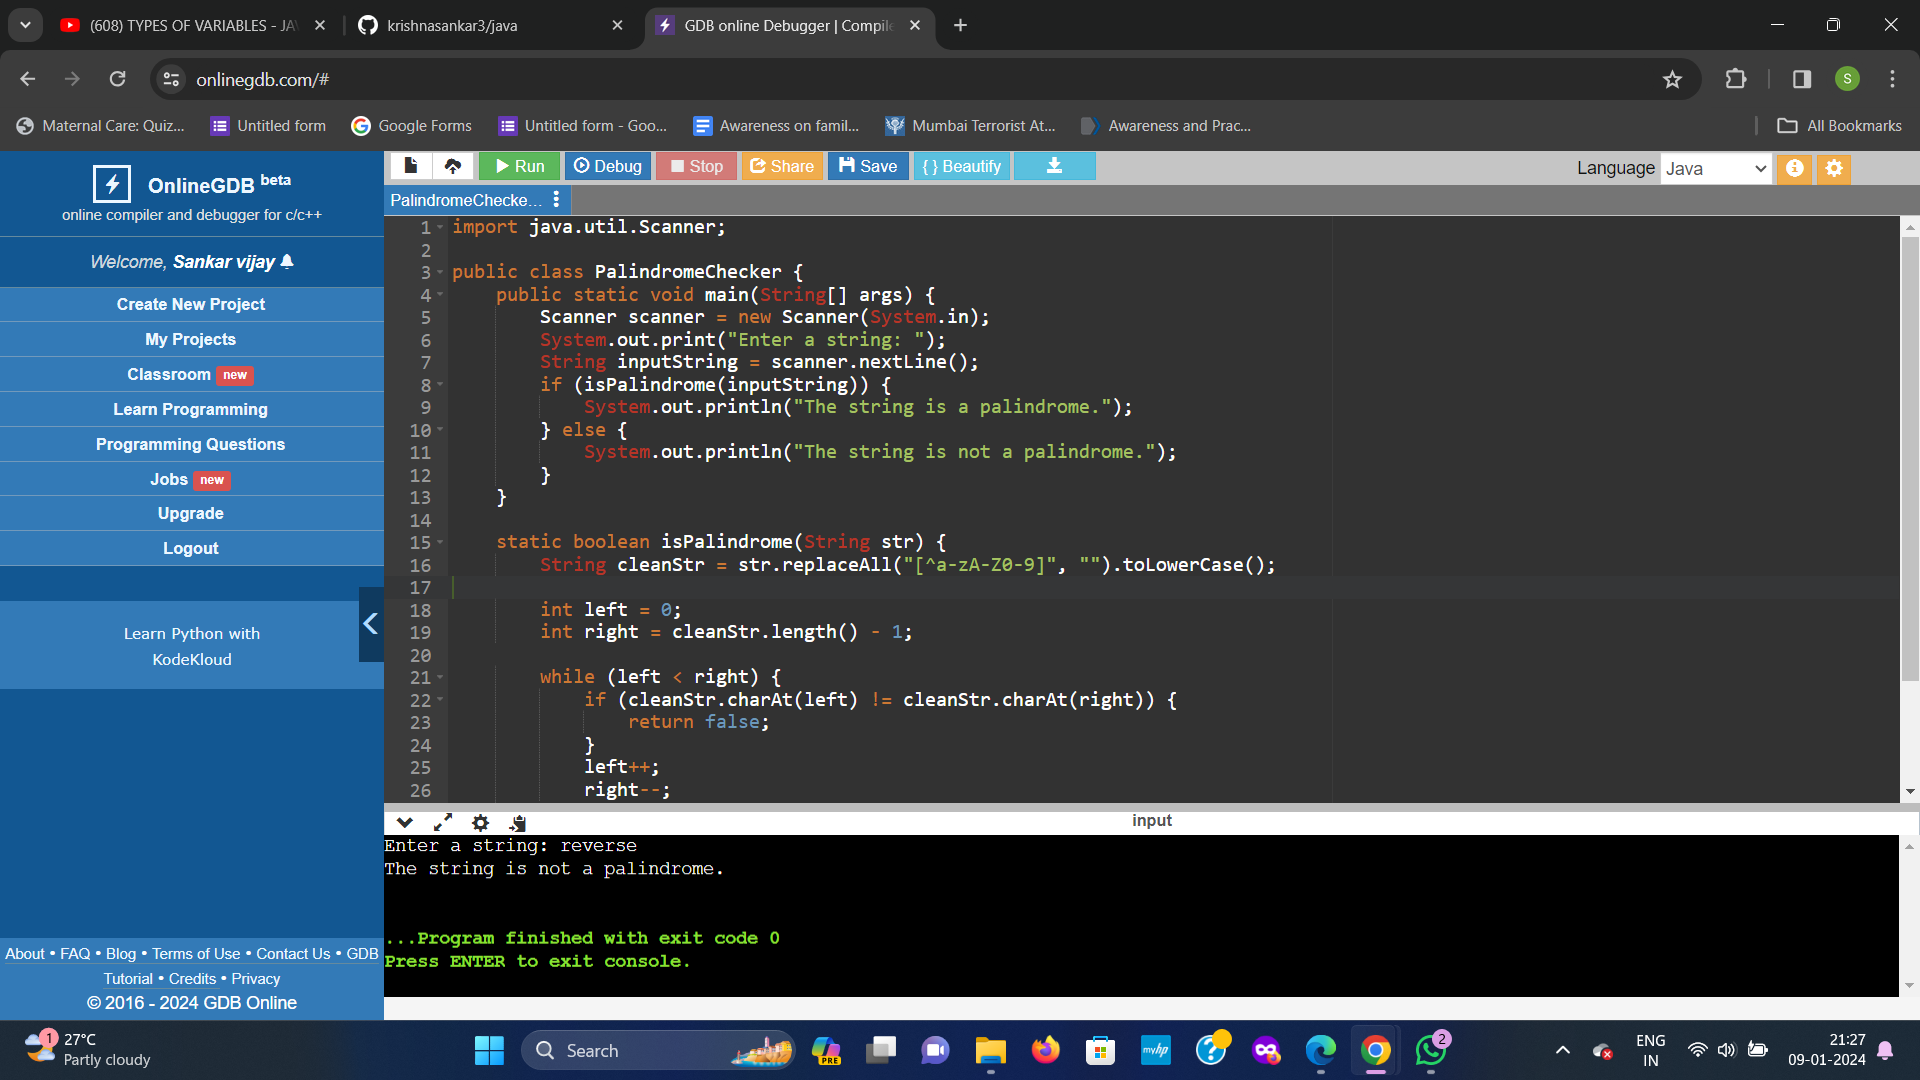 (608) TYPES OF VARIABLES - JA
krishnasankar3/java
GDB online Debugger | Compile
onlinegdb.com/#
S
Maternal Care: Quiz...
Untitled form
Google Forms
Untitled form - Goo...
Awareness on famil...
Mumbai Terrorist At...
Awareness and Prac...
All Bookmarks
OnlineGDB beta
online compiler and debugger for c/c++
Welcome, Sankar vijay
Create New Project
My Projects
Classroom new
Learn Programming
Programming Questions
Jobs new
Upgrade
Logout
Learn Python with
KodeKloud
About • FAQ • Blog • Terms of Use • Contact Us • GDB
Tutorial • Credits • Privacy
© 2016 - 2024 GDB Online
Run Debug Stop Share Save { } Beautify
Language Java
PalindromeChecke...
1 import java.util.Scanner;
2
3 public class PalindromeChecker {
4 public static void main(String[] args) {
5 Scanner scanner = new Scanner(System.in);
6 System.out.print("Enter a string: ");
7 String inputString = scanner.nextLine();
8 if (isPalindrome(inputString)) {
9 System.out.println("The string is a palindrome.");
10 } else {
11 System.out.println("The string is not a palindrome.");
12 }
13 }
14
15 static boolean isPalindrome(String str) {
16 String cleanStr = str.replaceAll("[^a-zA-Z0-9]", "").toLowerCase();
17
18 int left = 0;
19 int right = cleanStr.length() - 1;
20
21 while (left < right) {
22 if (cleanStr.charAt(left) != cleanStr.charAt(right)) {
23 return false;
24 }
25 left++;
26 right--;
input
Enter a string: reverse
The string is not a palindrome.
...Program finished with exit code 0
Press ENTER to exit console.
1
27°C
Partly cloudy
Search
PRE
myhp
2
ENG
IN
21:27
09-01-2024